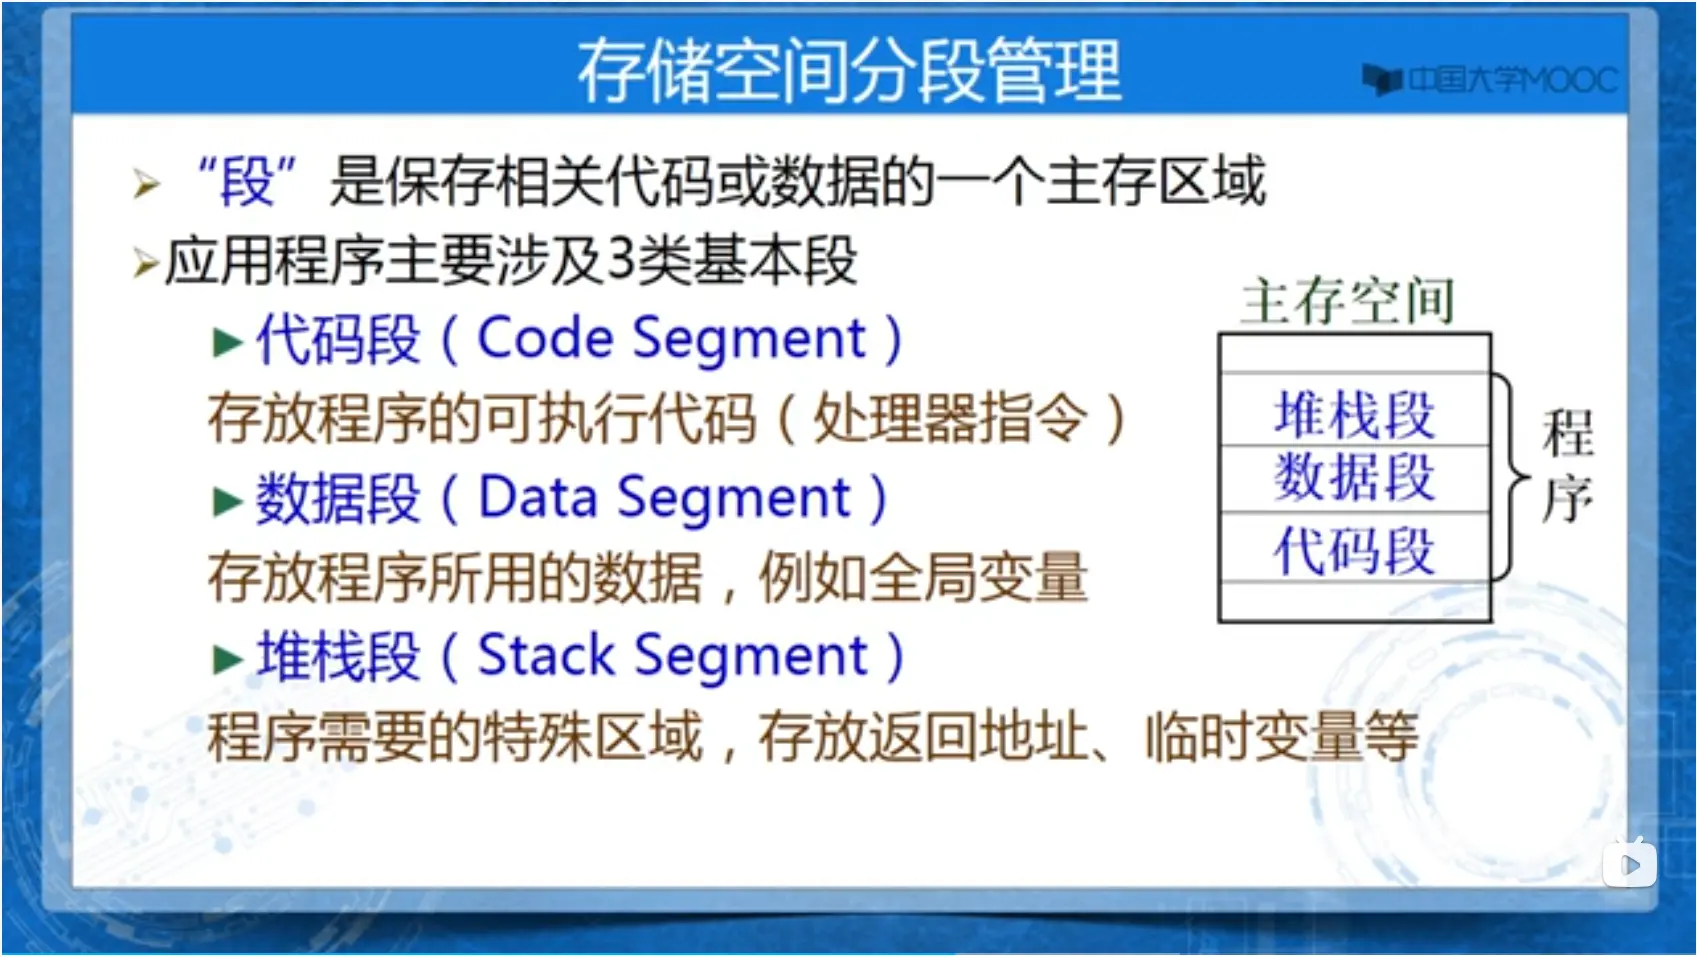 存储空间分段管理
中国大学MOOC
“段”是保存相关代码或数据的一个主存区域
应用程序主要涉及3类基本段
代码段（Code Segment）
存放程序的可执行代码（处理器指令）
数据段（Data Segment）
存放程序所用的数据，例如全局变量
堆栈段（Stack Segment）
程序需要的特殊区域，存放返回地址、临时变量等
主存空间
堆栈段
数据段
代码段
程序